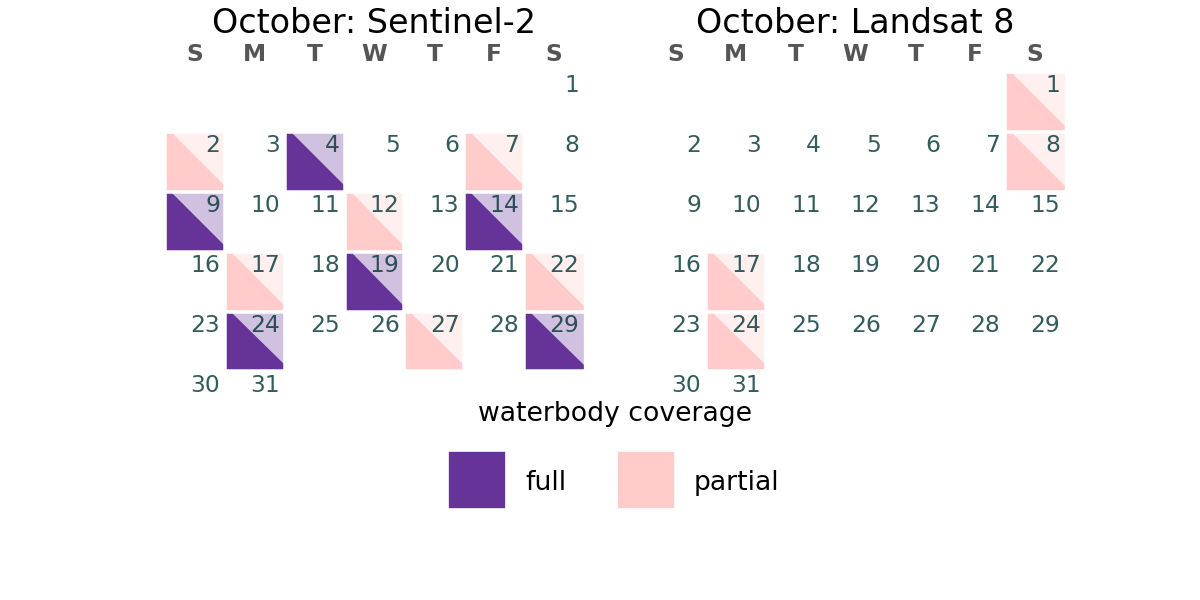 October: Sentinel-2
S M T W T F S
1
2 3 4 5 6 7 8
9 10 11 12 13 14 15
16 17 18 19 20 21 22
23 24 25 26 27 28 29
30 31
October: Landsat 8
S M T W T F S
1
2 3 4 5 6 7 8
9 10 11 12 13 14 15
16 17 18 19 20 21 22
23 24 25 26 27 28 29
30 31
waterbody coverage
full
partial